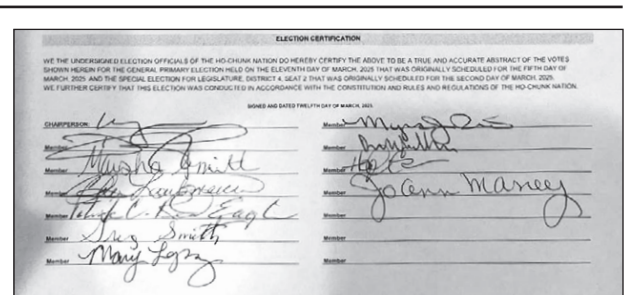 ELECTION CERTIFICATION
WE THE UNDERSIGNED ELECTION OFFICIALS OF THE HO-CHUNK NATION DO HEREBY CERTIFY THE ABOVE TO BE A TRUE AND ACCURATE ABSTRACT OF THE VOTES
SHOWN HEREIN FOR THE GENERAL PRIMARY ELECTION HELD ON THE ELEVENTH DAY OF MARCH, 2025 THAT WAS ORIGINALLY SCHEDULED FOR THE FIFTH DAY OF
MARCH, 2025 AND THE SPECIAL ELECTION FOR LEGISLATURE, DISTRICT 4, SEAT 2 THAT WAS ORIGINALLY SCHEDULED FOR THE SECOND DAY OF MARCH, 2025.
WE FURTHER CERTIFY THAT THIS ELECTION WAS CONDUCTED IN ACCORDANCE WITH THE CONSTITUTION AND RULES AND REGULATIONS OF THE HO-CHUNK NATION.
SIGNED AND DATED TWELFTH DAY OF MARCH, 2025
CHAIRPERSON:
Member
Member Smith
Member
Member
Member Smith
Member Mary
Member
Member
Member
Member JoAnn Maney
Member
Member
Member